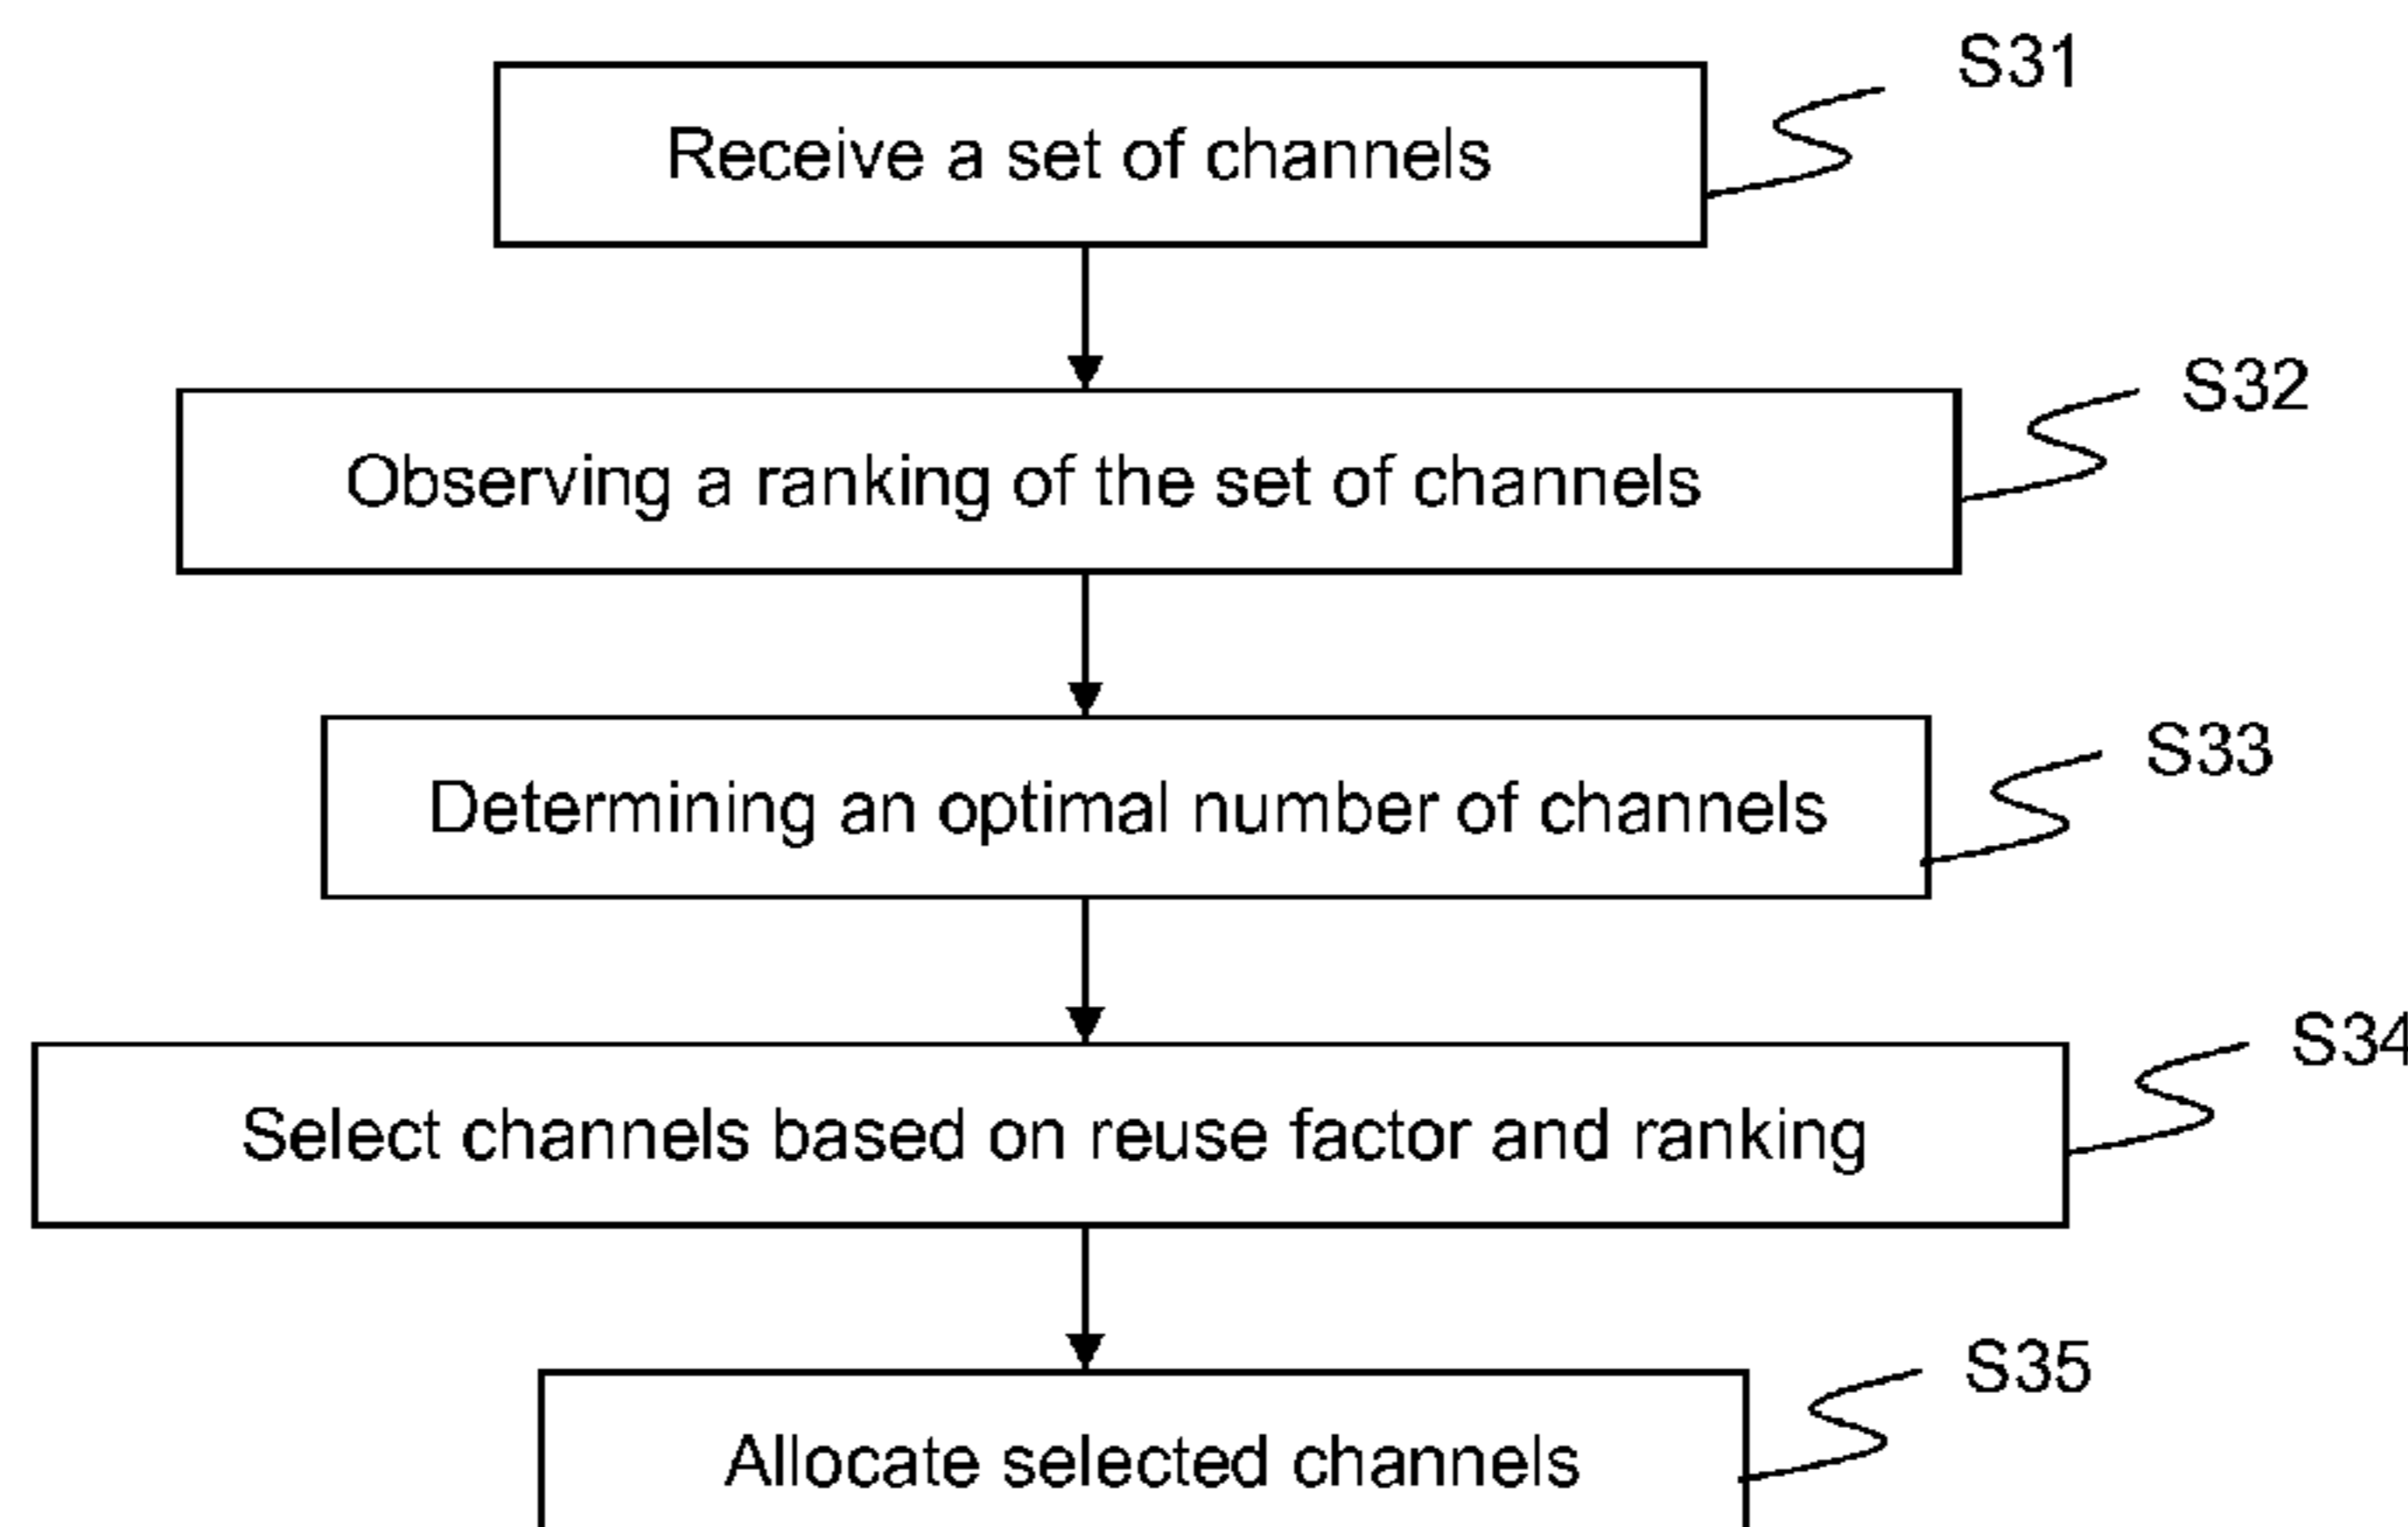 S31
Receive a set of channels
S32
Observing a ranking of the set of channels
S33
Determining an optimal number of channels
S34
Select channels based on reuse factor and ranking
S35
Allocate selected channels